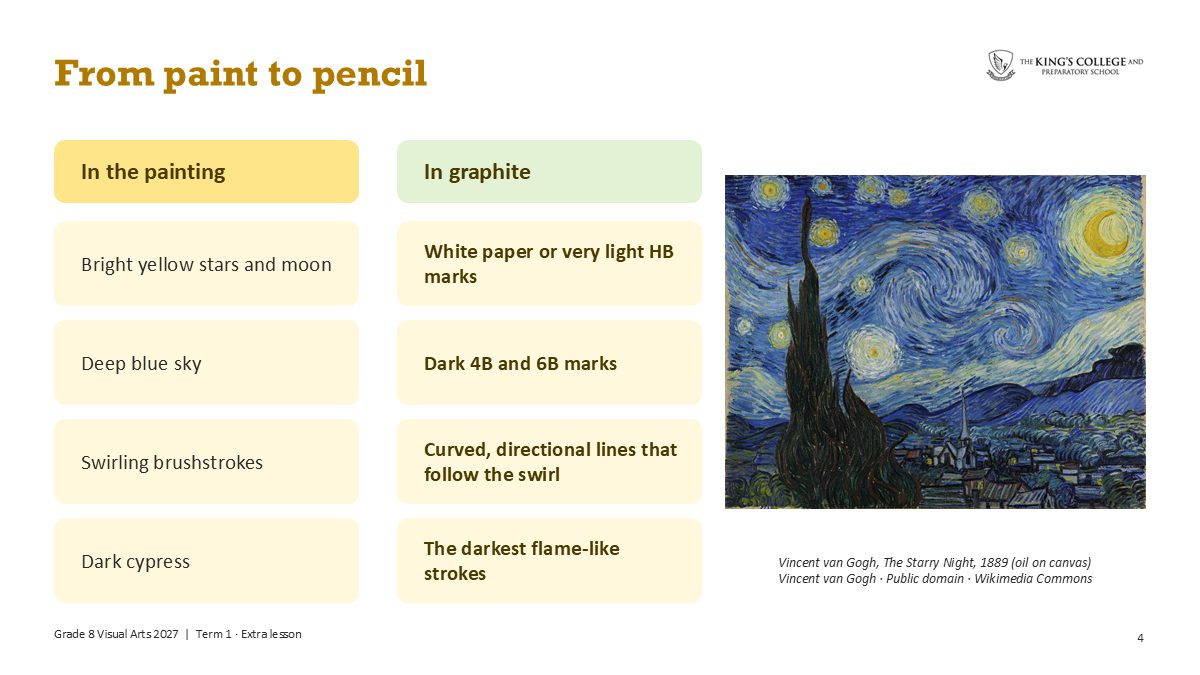 From paint to pencil
THE KING'S COLLEGE AND
PREPARATORY SCHOOL
In the painting
In graphite
Bright yellow stars and moon
White paper or very light HB
marks
Deep blue sky
Dark 4B and 6B marks
Swirling brushstrokes
Curved, directional lines that
follow the swirl
Dark cypress
The darkest flame-like
strokes
Vincent van Gogh, The Starry Night, 1889 (oil on canvas)
Vincent van Gogh · Public domain · Wikimedia Commons
Grade 8 Visual Arts 2027 | Term 1 · Extra lesson
4